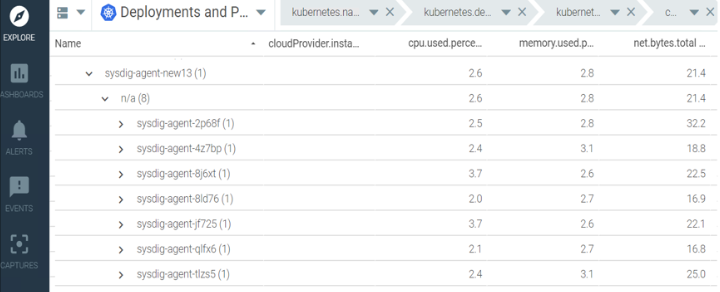 EXPLORE
DASHBOARDS
ALERTS
EVENTS
CAPTURES
Deployments and P...
kubernetes.na...
kubernetes.de...
kubernet...
c...
Name cloudProvider.insta... cpu.used.perce... memory.used.p... net.bytes.total ...
sysdig-agent-new13 (1) 2.6 2.8 21.4
n/a (8) 2.6 2.8 21.4
sysdig-agent-2p68f (1) 2.5 2.8 32.2
sysdig-agent-4z7bp (1) 2.4 3.1 18.8
sysdig-agent-8j6xt (1) 3.7 2.6 22.5
sysdig-agent-8ld76 (1) 2.0 2.7 16.9
sysdig-agent-jf725 (1) 3.7 2.6 22.1
sysdig-agent-qlfx6 (1) 2.1 2.7 16.8
sysdig-agent-tlzs5 (1) 2.4 3.1 25.0